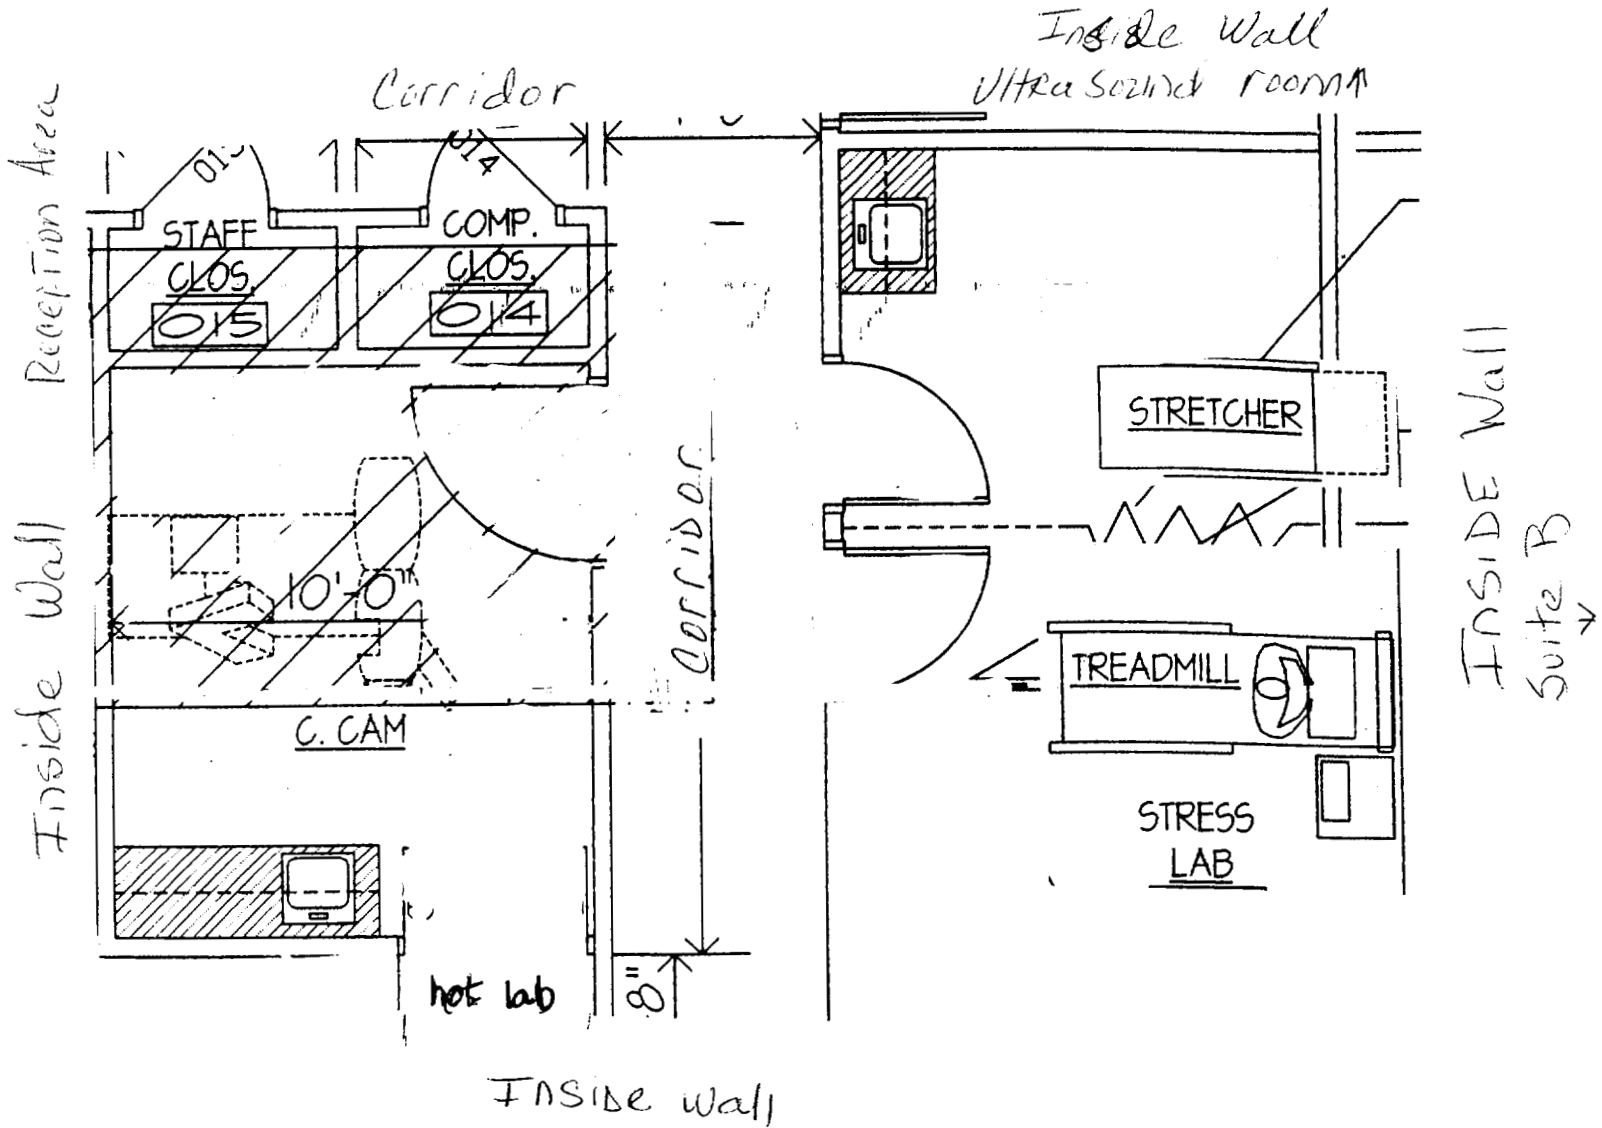 Inside Wall
Ultrasound room
Corridor
Reception Area
014
STAFF
CLOS.
015
COMP.
CLOS.
014
STRETCHER
Inside Wall
Suite B
Corridor
10'-0"
Inside Wall
TREADMILL
C. CAM
STRESS
LAB
hot lab
8"
Inside Wall